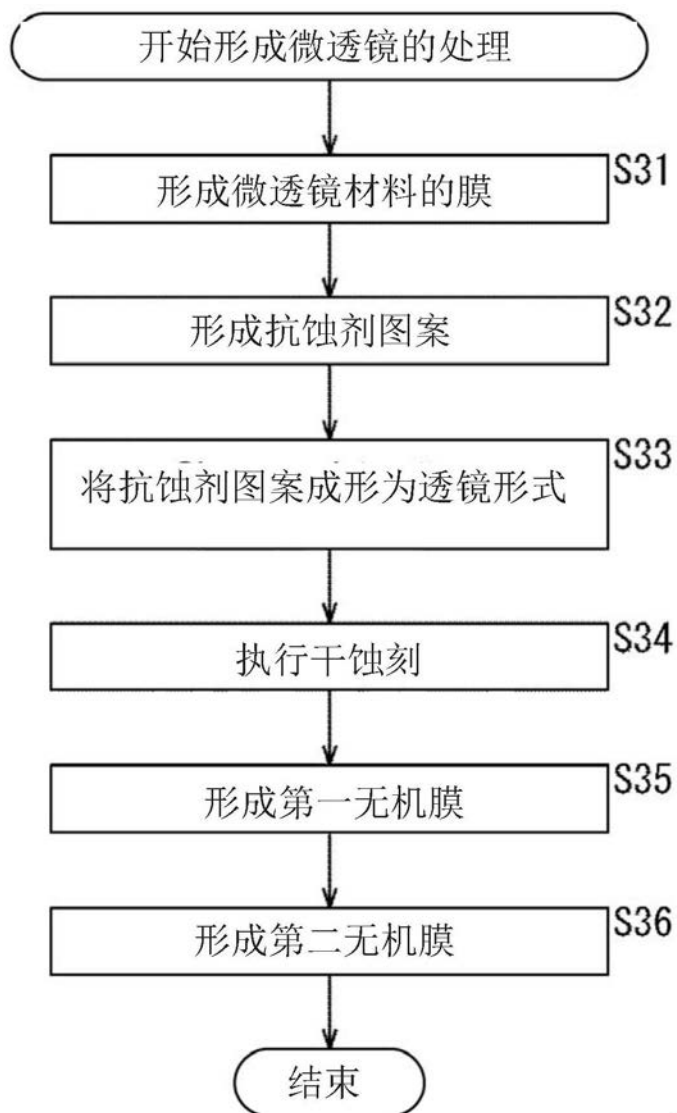 开始形成微透镜的处理
S31
形成微透镜材料的膜
S32
形成抗蚀剂图案
S33
将抗蚀剂图案成形为透镜形式
S34
执行干蚀刻
S35
形成第一无机膜
S36
形成第二无机膜
结束